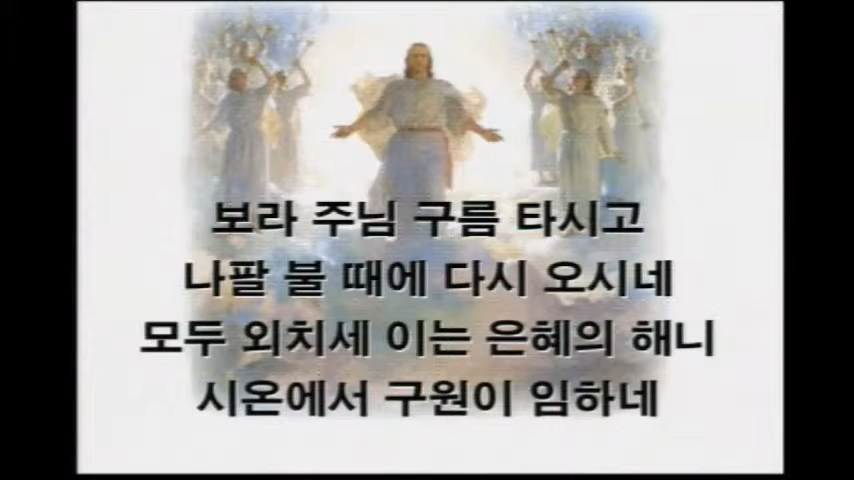 보라 주님 구름 타시고
나팔 불 때에 다시 오시네
모두 외치세 이는 은혜의 해니
시온에서 구원이 임하네